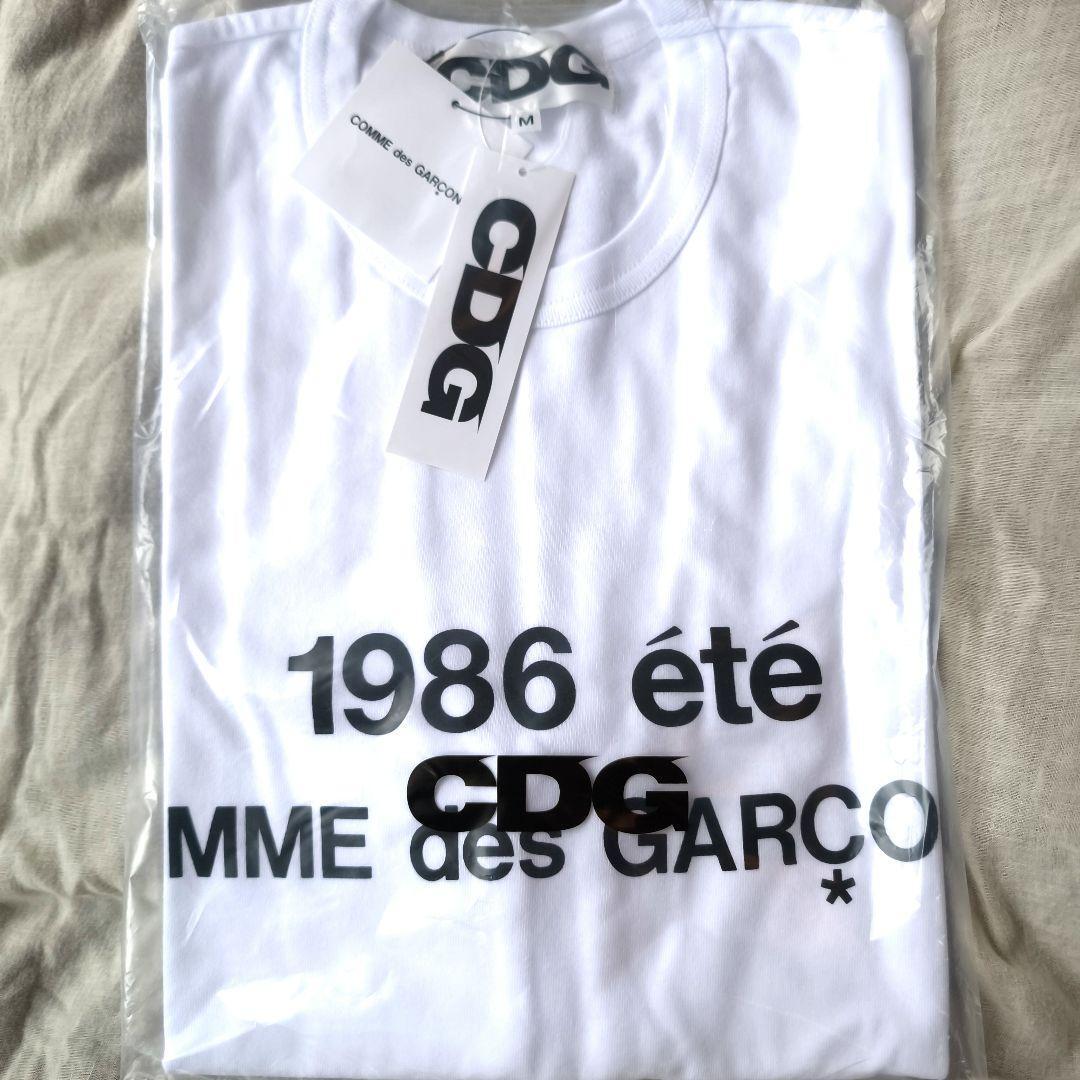 CDG
M
COMME des GARÇON
CDG
1986 été
CDG
MME des GARÇO
*